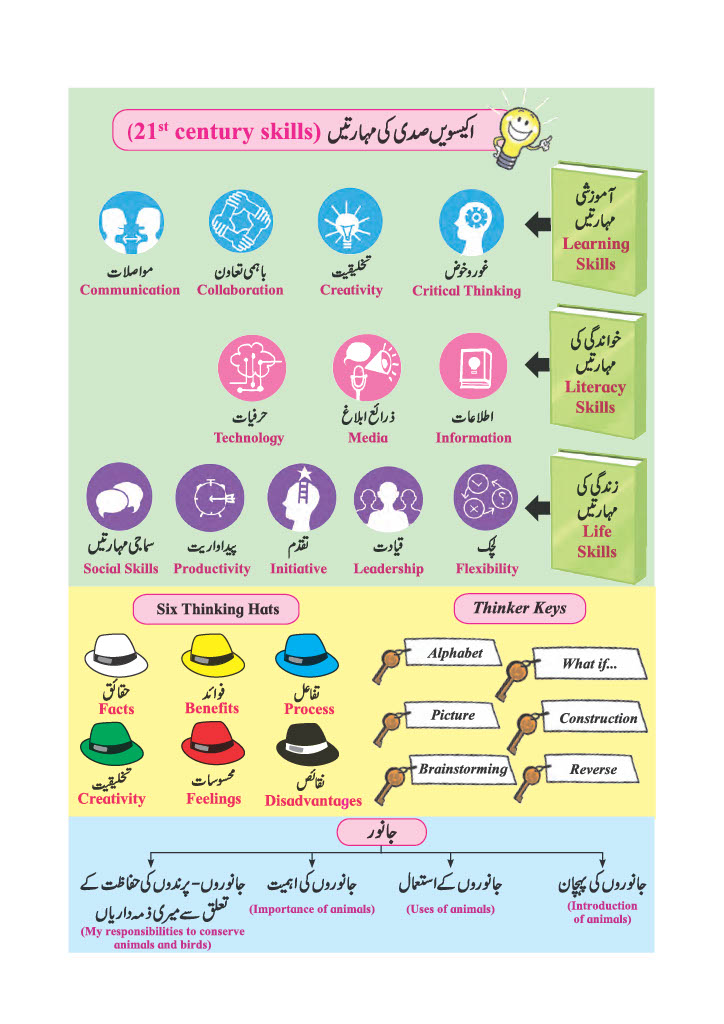 اکیسویں صدی کی مہارتیں (21st century skills)
آموزشی
مہارتیں
Learning
Skills
غور و خوض
Critical Thinking
تخلیقیت
Creativity
باہمی تعاون
Collaboration
مواصلات
Communication
خواندگی کی
مہارتیں
Literacy
Skills
اطلاعات
Information
ذرائع ابلاغ
Media
حرفیات
Technology
زندگی کی
مہارتیں
Life
Skills
لچک
Flexibility
قیادت
Leadership
تقدّم
Initiative
پیداواریت
Productivity
سماجی مہارتیں
Social Skills
Six Thinking Hats
حقائق
Facts
فوائد
Benefits
تفاعل
Process
تخلیقیت
Creativity
محسوسات
Feelings
نقائص
Disadvantages
Thinker Keys
Alphabet
What if...
Picture
Construction
Brainstorming
Reverse
جانور
جانوروں کی پہچان
(Introduction
of animals)
جانوروں کے استعمال
(Uses of animals)
جانوروں کی اہمیت
(Importance of animals)
جانوروں - پرندوں کی حفاظت کے
تعلق سے میری ذمہ داریاں
(My responsibilities to conserve
animals and birds)